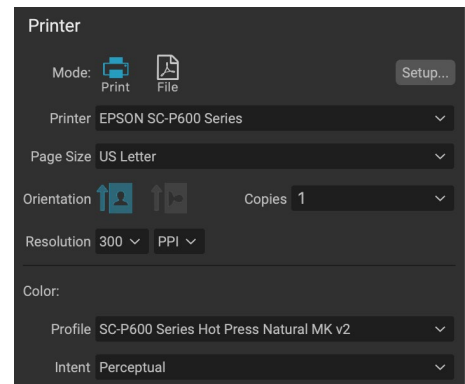 Printer
Mode: Print File Setup...
Printer EPSON SC-P600 Series
Page Size US Letter
Orientation Copies 1
Resolution 300 PPI
Color:
Profile SC-P600 Series Hot Press Natural MK v2
Intent Perceptual